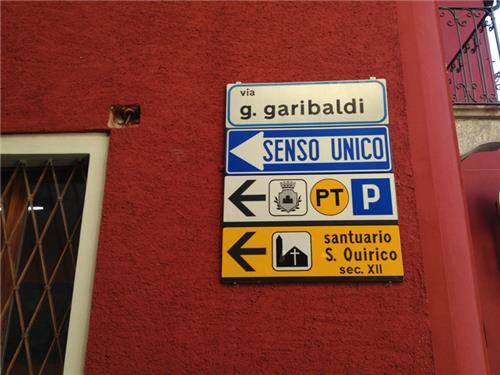 via
g. garibaldi
SENSO UNICO
PT P
santuario
S. Quirico
sec. XII